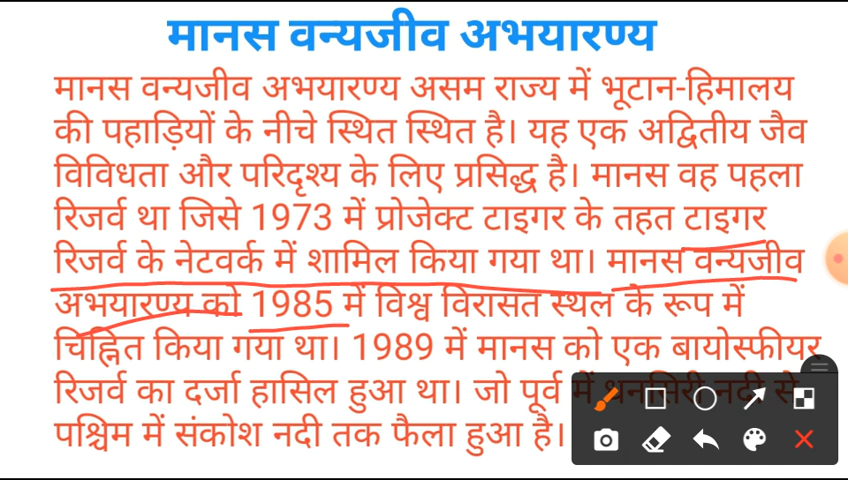 मानस वन्यजीव अभयारण्य
मानस वन्यजीव अभयारण्य असम राज्य में भूटान-हिमालय
की पहाड़ियों के नीचे स्थित स्थित है। यह एक अद्वितीय जैव
विविधता और परिदृश्य के लिए प्रसिद्ध है। मानस वह पहला
रिजर्व था जिसे 1973 में प्रोजेक्ट टाइगर के तहत टाइगर
रिजर्व के नेटवर्क में शामिल किया गया था। मानस वन्यजीव
अभयारण्य को 1985 में विश्व विरासत स्थल के रूप में
चिह्नित किया गया था। 1989 में मानस को एक बायोस्फीयर
रिजर्व का दर्जा हासिल हुआ था। जो पूर्व में धनसिरी नदी से
पश्चिम में संकोश नदी तक फैला हुआ है।